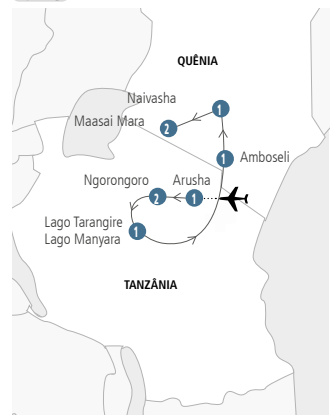 QUÊNIA
Naivasha
1
Maasai Mara
2
1
Amboseli
Ngorongoro
Arusha
2
1
Lago Tarangire
Lago Manyara
1
TANZÂNIA